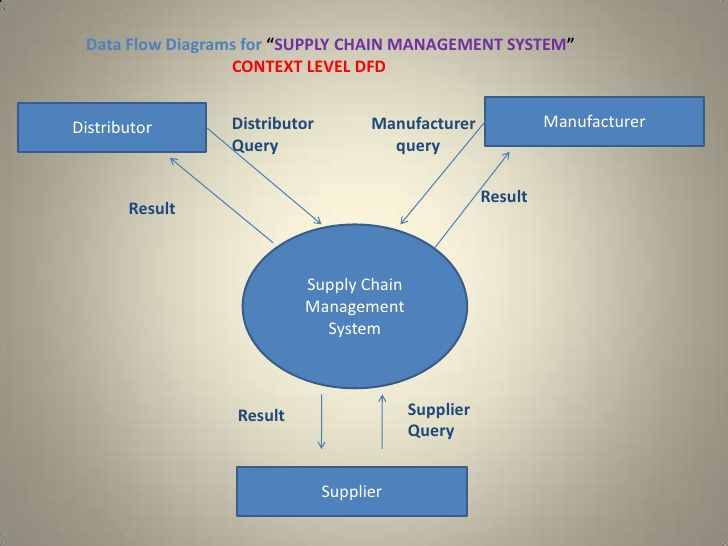 Data Flow Diagrams for “SUPPLY CHAIN MANAGEMENT SYSTEM”
CONTEXT LEVEL DFD
Distributor
Distributor
Query
Manufacturer
query
Manufacturer
Result
Result
Supply Chain
Management
System
Result
Supplier
Query
Supplier